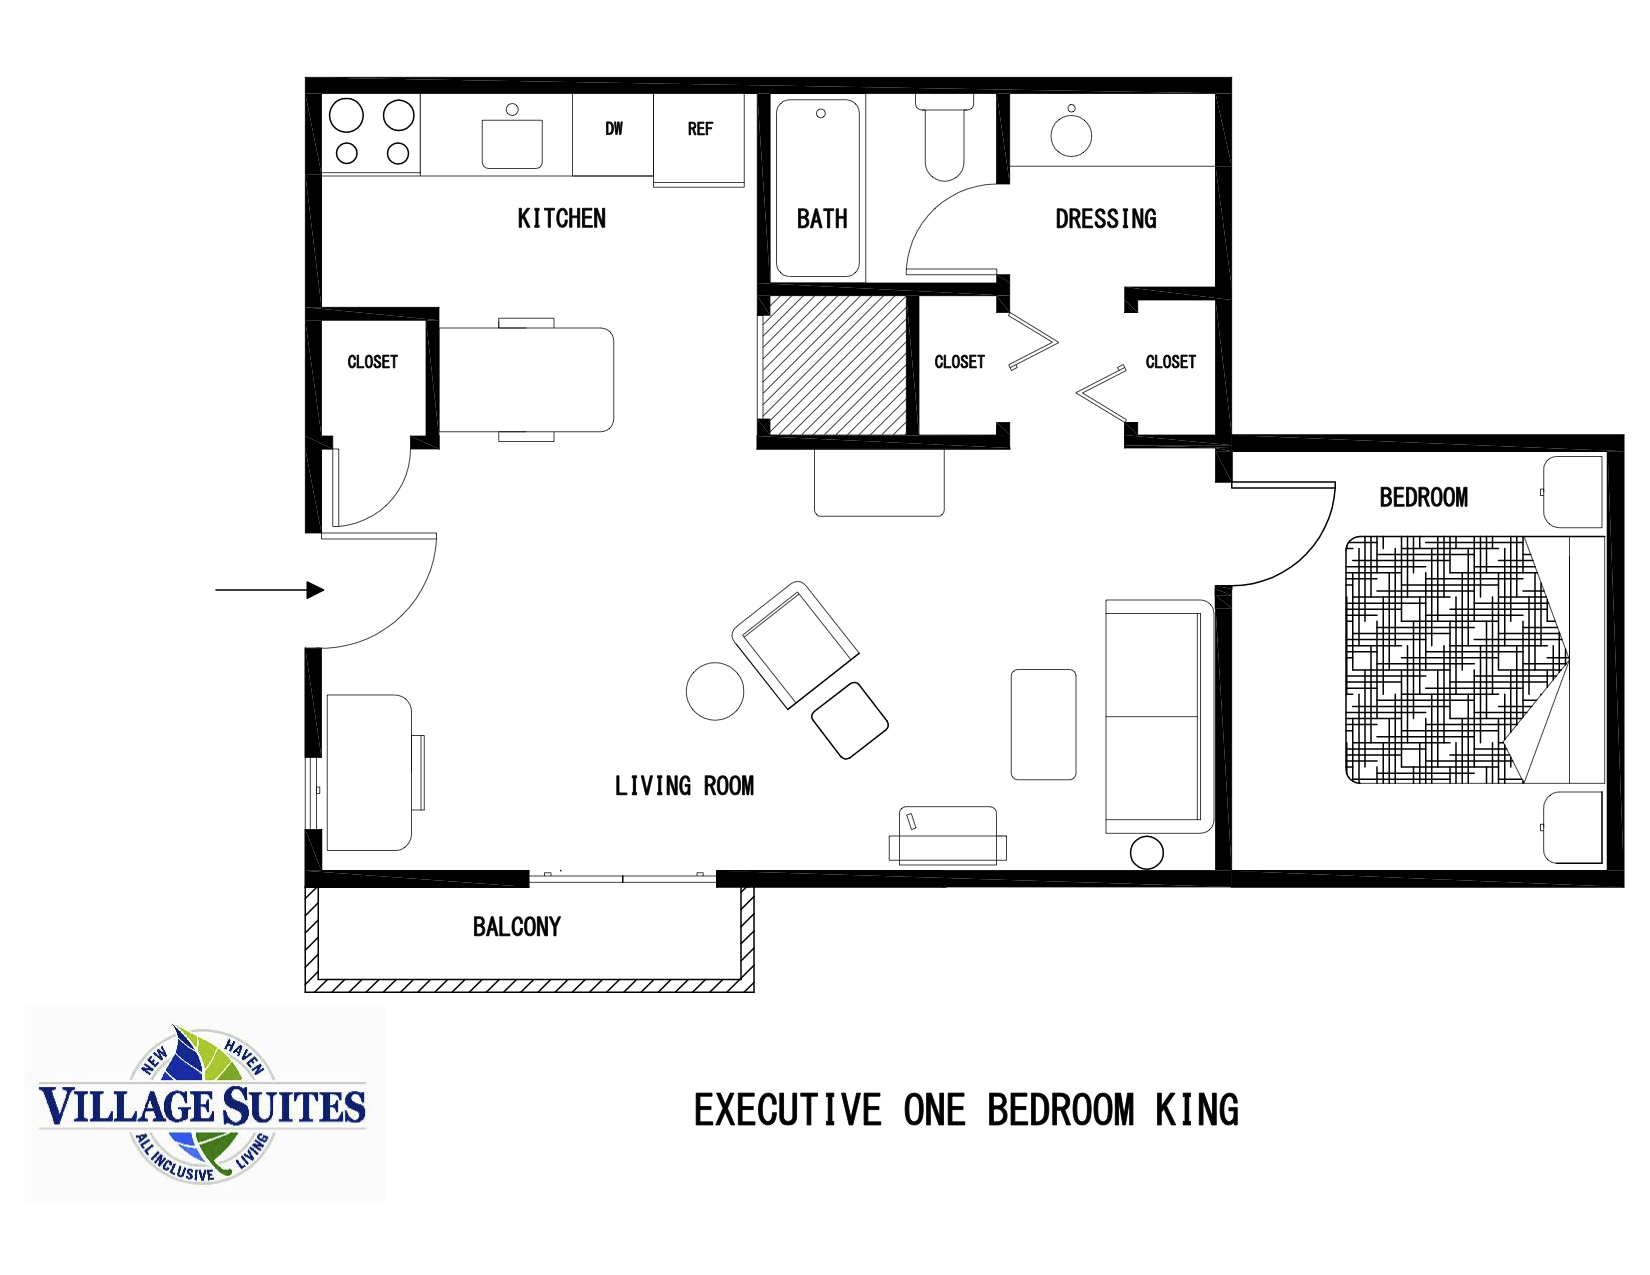 DW
REF
KITCHEN
BATH
DRESSING
CLOSET
CLOSET
CLOSET
BEDROOM
LIVING ROOM
BALCONY
NEW HAVEN
VILLAGE SUITES
ALL INCLUSIVE LIVING
EXECUTIVE ONE BEDROOM KING